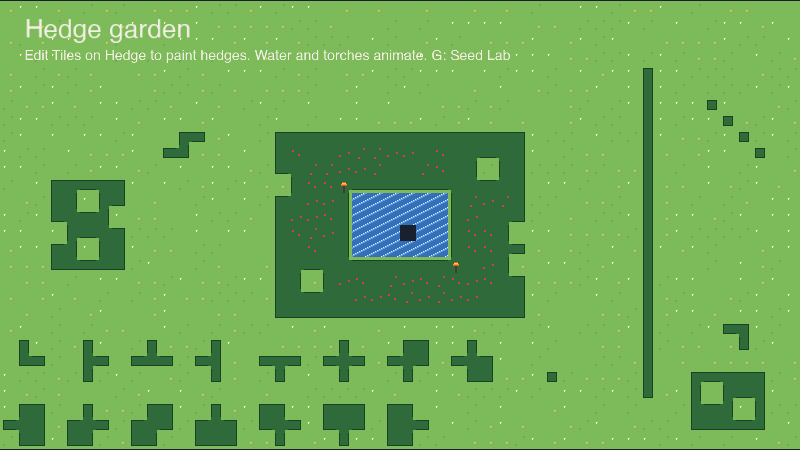 Hedge garden
Edit Tiles on Hedge to paint hedges. Water and torches animate. G: Seed Lab